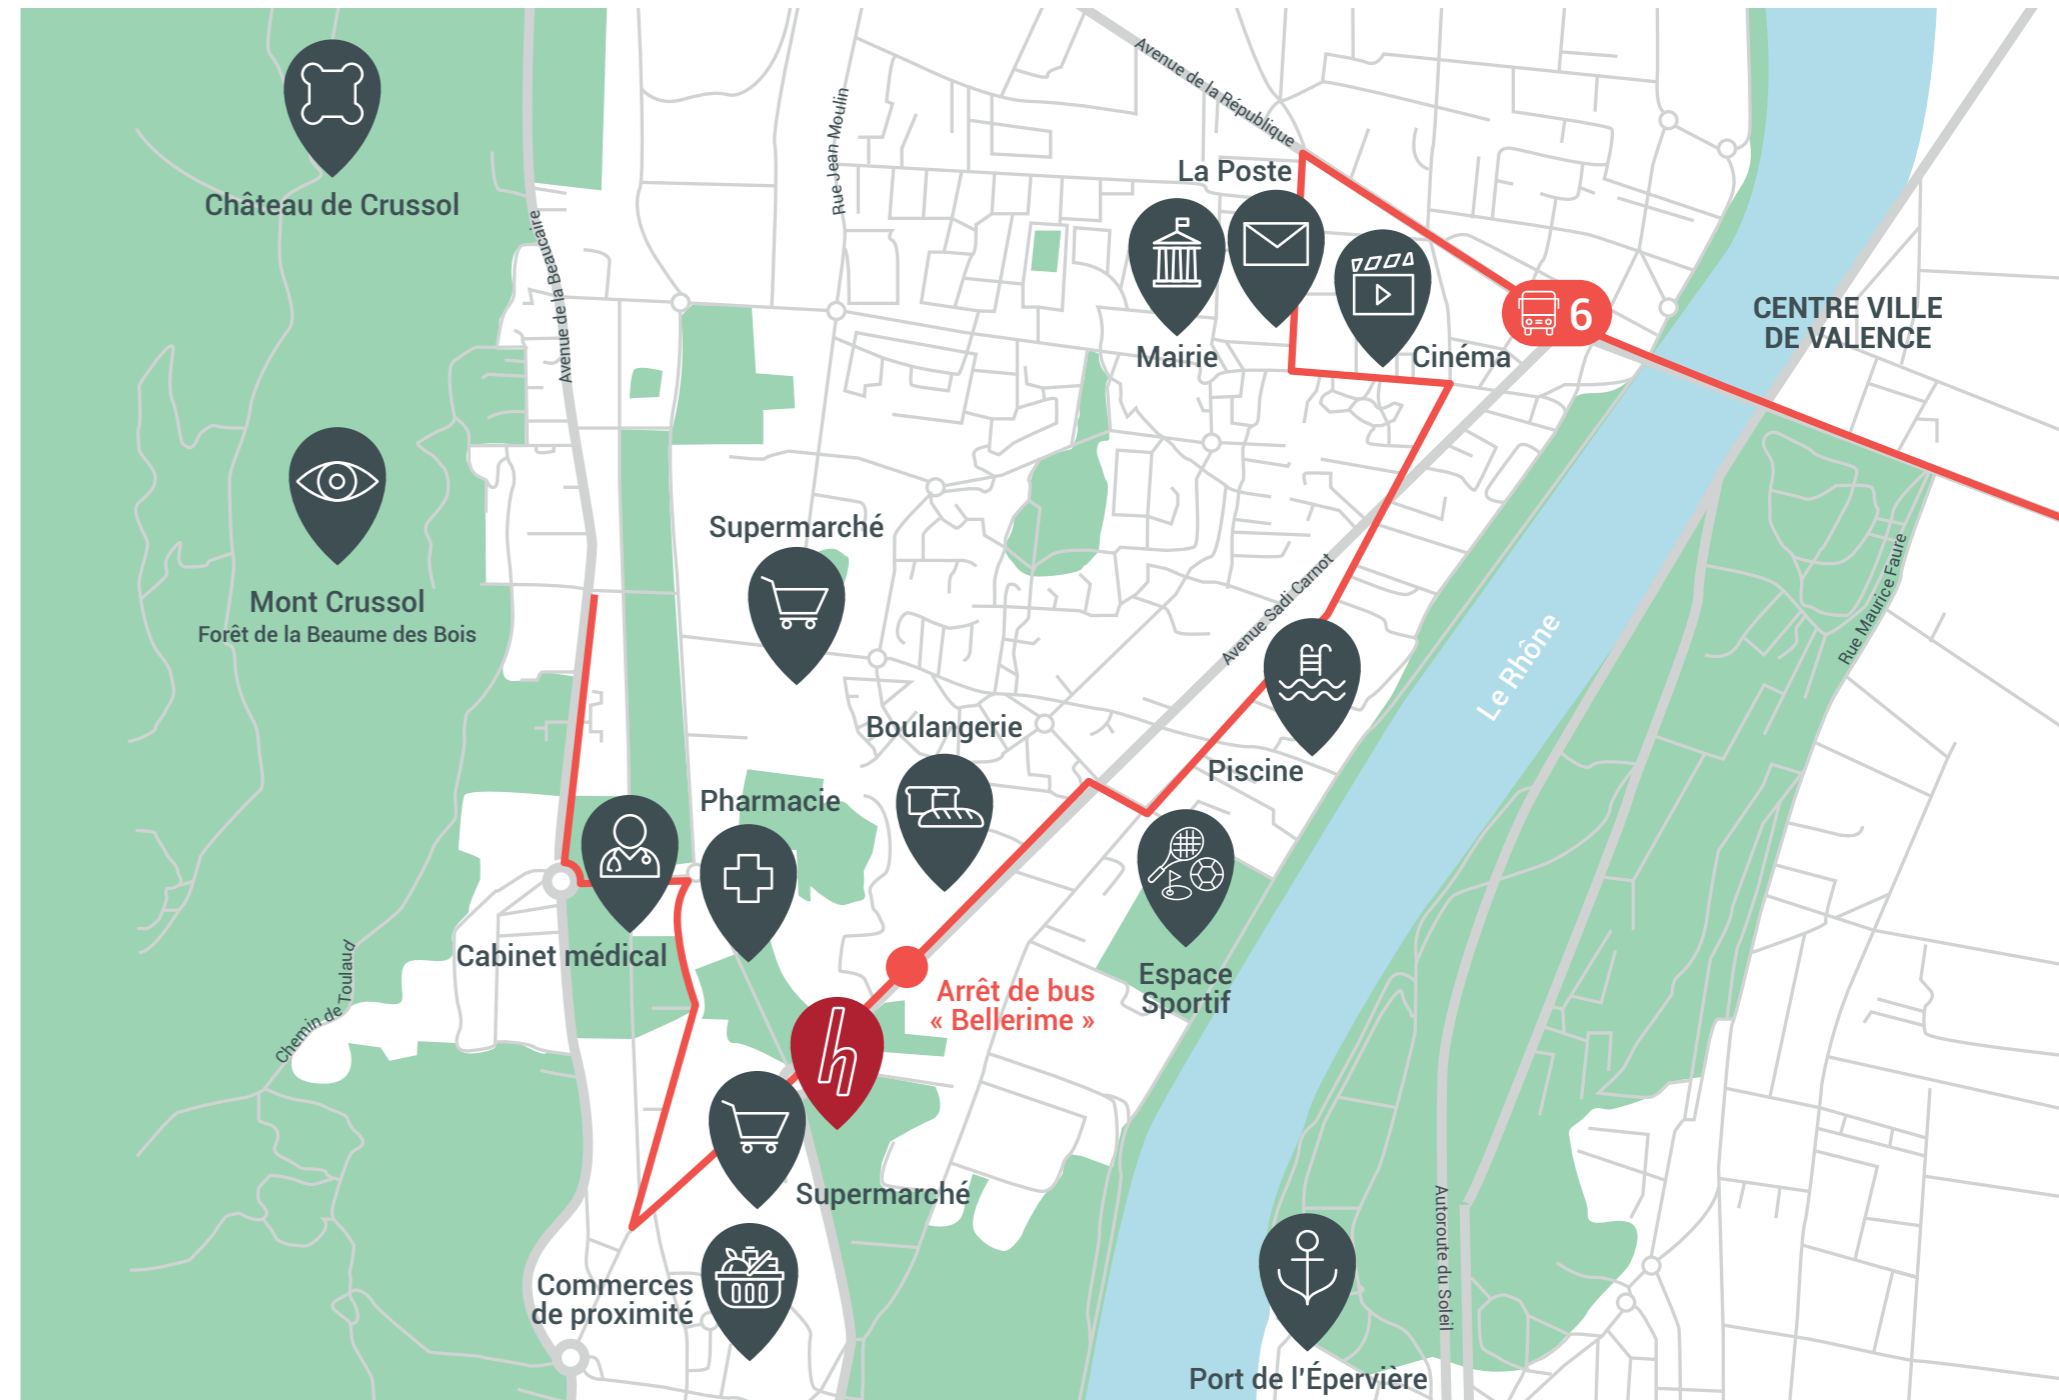 Avenue de la République
Rue Jean Moulin
La Poste
Château de Crussol
Avenue de la Beaucaire
6
CENTRE VILLE
DE VALENCE
Mairie
Cinéma
Supermarché
Mont Crussol
Forêt de la Beaume des Bois
Avenue Sadi Carnot
Rue Maurice Faure
Le Rhône
Boulangerie
Piscine
Pharmacie
Cabinet médical
Chemin de Toulaud
Arrêt de bus
« Bellerime »
Espace
Sportif
h
Supermarché
Autoroute du Soleil
Commerces
de proximité
Port de l'Épervière